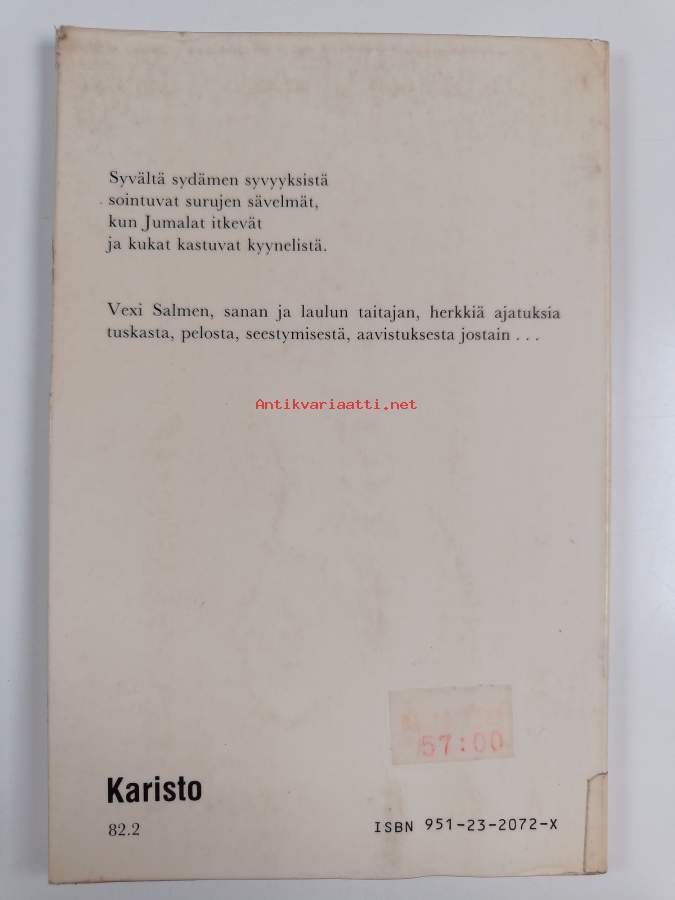 Syvältä sydämen syvyyksistä
sointuvat surujen sävelmät,
kun Jumalat itkevät
ja kukat kastuvat kyynelistä.
Vexi Salmen, sanan ja laulun taitajan, herkkiä ajatuksia
tuskasta, pelosta, seestymisestä, aavistuksesta jostain . . .
Antikvariaatti.net
57:00
Karisto
82.2
ISBN 951-23-2072-X